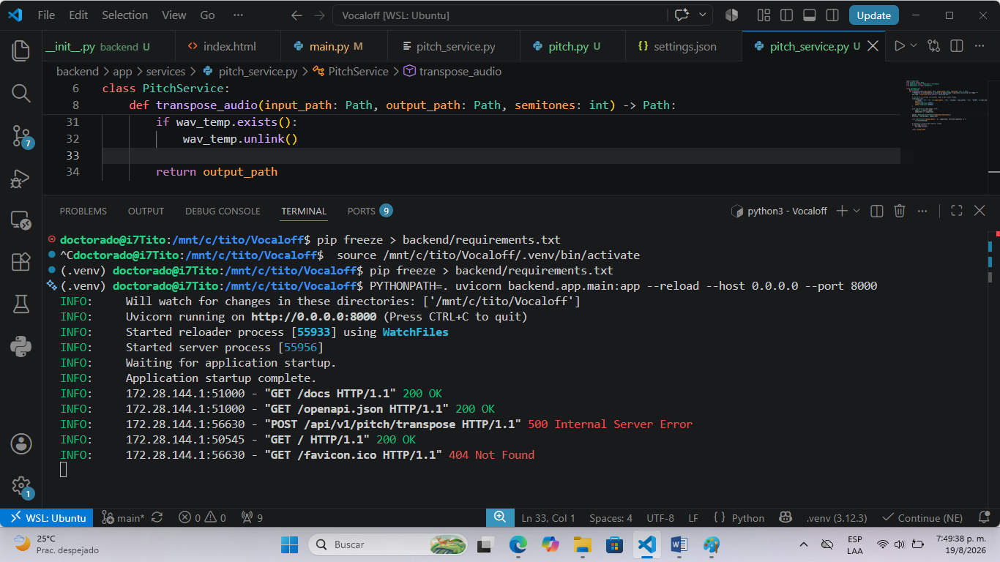 File Edit Selection View Go ··· Vocaloff [WSL: Ubuntu] Update
__init__.py backend U index.html main.py M pitch_service.py pitch.py U settings.json pitch_service.py U
backend > app > services > pitch_service.py > PitchService > transpose_audio
6 class PitchService:
8 def transpose_audio(input_path: Path, output_path: Path, semitones: int) -> Path:
31 if wav_temp.exists():
32 wav_temp.unlink()
33
34 return output_path
PROBLEMS OUTPUT DEBUG CONSOLE TERMINAL PORTS 9 python3 - Vocaloff
doctorado@i7Tito:/mnt/c/tito/Vocaloff$ pip freeze > backend/requirements.txt
^Cdoctorado@i7Tito:/mnt/c/tito/Vocaloff$  source /mnt/c/tito/Vocaloff/.venv/bin/activate
(.venv) doctorado@i7Tito:/mnt/c/tito/Vocaloff$ pip freeze > backend/requirements.txt
(.venv) doctorado@i7Tito:/mnt/c/tito/Vocaloff$ PYTHONPATH=. uvicorn backend.app.main:app --reload --host 0.0.0.0 --port 8000
INFO: Will watch for changes in these directories: ['/mnt/c/tito/Vocaloff']
INFO: Uvicorn running on http://0.0.0.0:8000 (Press CTRL+C to quit)
INFO: Started reloader process [55933] using WatchFiles
INFO: Started server process [55956]
INFO: Waiting for application startup.
INFO: Application startup complete.
INFO: 172.28.144.1:51000 - "GET /docs HTTP/1.1" 200 OK
INFO: 172.28.144.1:51000 - "GET /openapi.json HTTP/1.1" 200 OK
INFO: 172.28.144.1:56630 - "POST /api/v1/pitch/transpose HTTP/1.1" 500 Internal Server Error
INFO: 172.28.144.1:50545 - "GET / HTTP/1.1" 200 OK
INFO: 172.28.144.1:56630 - "GET /favicon.ico HTTP/1.1" 404 Not Found
7
1
WSL: Ubuntu main* 0 0 9 Ln 33, Col 1 Spaces: 4 UTF-8 LF { } Python .venv (3.12.3) Continue (NE)
25°C
Prac. despejado
Buscar
ESP
LAA
7:49:38 p. m.
19/8/2026